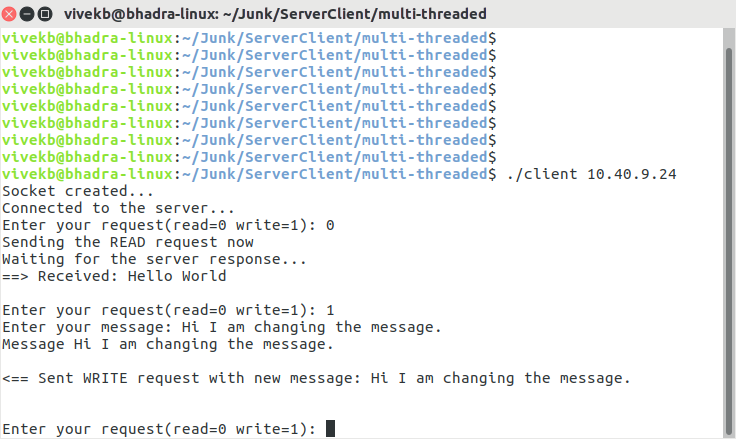 vivekb@bhadra-linux: ~/Junk/ServerClient/multi-threaded
vivekb@bhadra-linux:~/Junk/ServerClient/multi-threaded$
vivekb@bhadra-linux:~/Junk/ServerClient/multi-threaded$
vivekb@bhadra-linux:~/Junk/ServerClient/multi-threaded$
vivekb@bhadra-linux:~/Junk/ServerClient/multi-threaded$
vivekb@bhadra-linux:~/Junk/ServerClient/multi-threaded$
vivekb@bhadra-linux:~/Junk/ServerClient/multi-threaded$
vivekb@bhadra-linux:~/Junk/ServerClient/multi-threaded$
vivekb@bhadra-linux:~/Junk/ServerClient/multi-threaded$
vivekb@bhadra-linux:~/Junk/ServerClient/multi-threaded$ ./client 10.40.9.24
Socket created...
Connected to the server...
Enter your request(read=0 write=1): 0
Sending the READ request now
Waiting for the server response...
==> Received: Hello World
Enter your request(read=0 write=1): 1
Enter your message: Hi I am changing the message.
Message Hi I am changing the message.
<== Sent WRITE request with new message: Hi I am changing the message.
Enter your request(read=0 write=1):